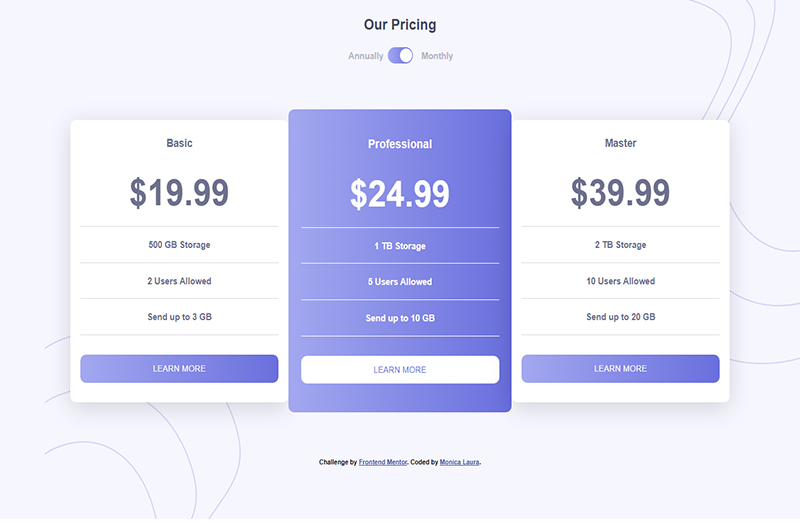 Our Pricing
Annually Monthly
Basic
$19.99
500 GB Storage
2 Users Allowed
Send up to 3 GB
LEARN MORE
Professional
$24.99
1 TB Storage
5 Users Allowed
Send up to 10 GB
LEARN MORE
Master
$39.99
2 TB Storage
10 Users Allowed
Send up to 20 GB
LEARN MORE
Challenge by Frontend Mentor. Coded by Monica Laura.